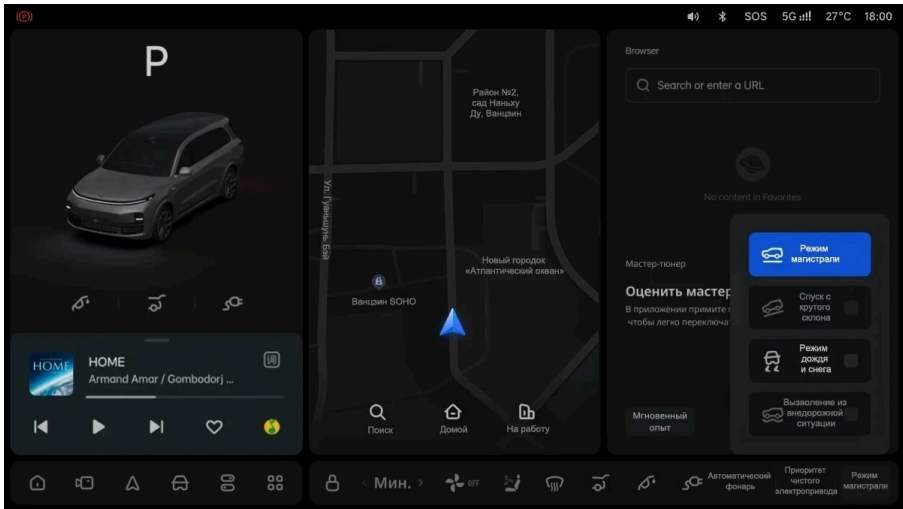 (P)
SOS
5G
27°C
18:00
P
HOME
HOME
Armand Amar / Gombodorj ...
词
Район №2,
сад Наньху
Ду, Ванцзин
Ул. Гуаньшунь Бэй
Новый городок
«Атлантический океан»
Ванцзин SOHO
Поиск
Домой
На работу
Browser
Search or enter a URL
No content in Favorites
Мастер-тюнер
Оценить мастер
В приложении примите
чтобы легко переключа
Мгновенный
опыт
Режим
магистрали
Спуск с
крутого
склона
Режим
дождя
и снега
Вызволение из
внедорожной
ситуации
‹ Мин. ›
OFF
Автоматический
фонарь
Приоритет
чистого
электропривода
Режим
магистрали